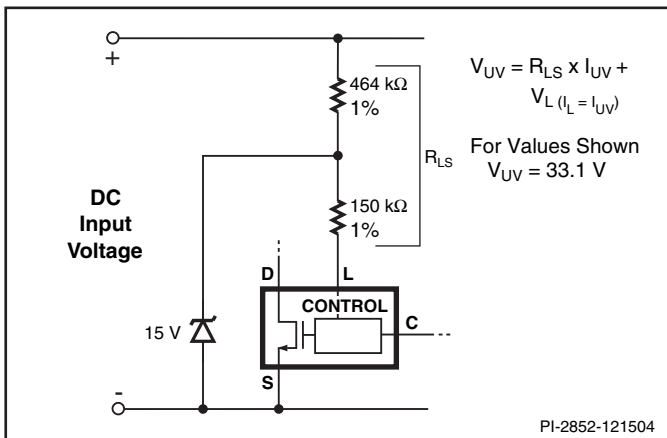 +
464 kΩ
1%
V_UV = R_LS x I_UV +
V_L (I_L = I_UV)
For Values Shown
V_UV = 33.1 V
R_LS
DC
Input
Voltage
150 kΩ
1%
D
L
CONTROL
C
15 V
S
-
PI-2852-121504